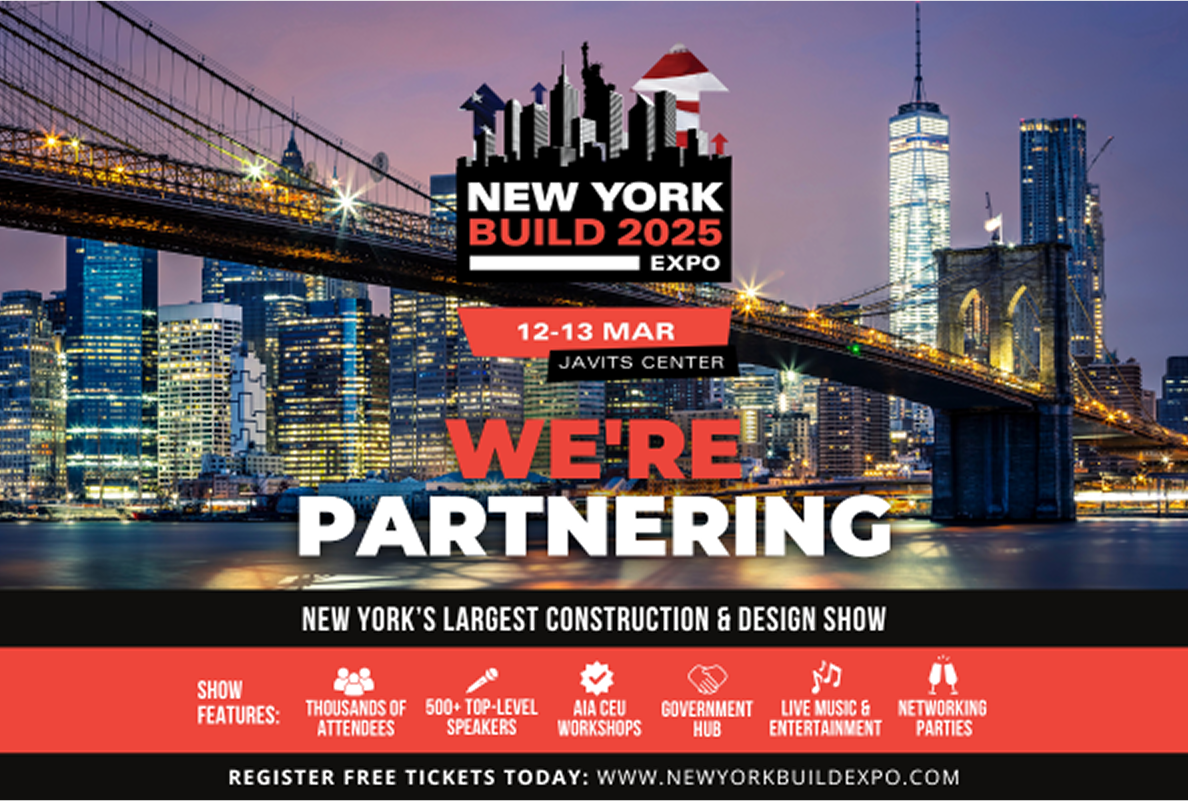 NEW YORK
BUILD 2025
EXPO
12-13 MAR
JAVITS CENTER
WE'RE
PARTNERING
NEW YORK’S LARGEST CONSTRUCTION & DESIGN SHOW
SHOW
FEATURES:
THOUSANDS OF
ATTENDEES
500+ TOP-LEVEL
SPEAKERS
AIA CEU
WORKSHOPS
GOVERNMENT
HUB
LIVE MUSIC &
ENTERTAINMENT
NETWORKING
PARTIES
REGISTER FREE TICKETS TODAY: WWW.NEWYORKBUILDEXPO.COM